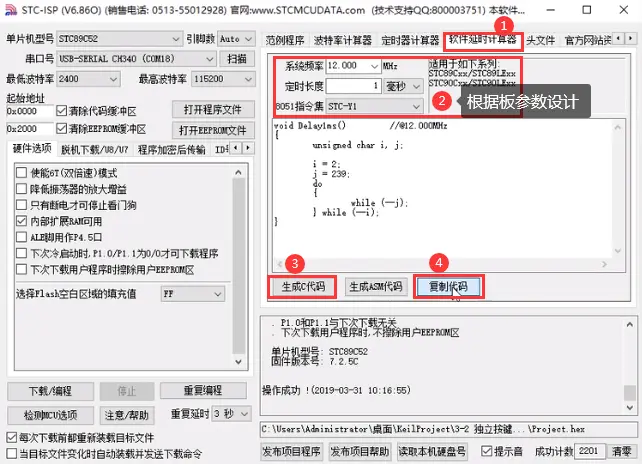 STC-ISP (V6.86O) (销售电话: 0513-55012928) 官网:www.STCMCUDATA.com (技术支持QQ:800003751) 本软件...
1
单片机型号 STC89C52 引脚数 Auto
串口号 USB-SERIAL CH340 (COM18) 扫描
最低波特率 2400 最高波特率 115200
起始地址
0x0000 清除代码缓冲区 打开程序文件
0x2000 清除EEPROM缓冲区 打开EEPROM文件
硬件选项 脱机下载/U8/U7 程序加密后传输 ID号
使能6T(双倍速)模式
降低振荡器的放大增益
只有断电才可停止看门狗
内部扩展RAM可用
ALE脚用作P4.5口
下次冷启动时,P1.0/P1.1为0/0才可下载程序
下次下载用户程序时擦除用户EEPROM区
选择Flash空白区域的填充值 FF
下载/编程 停止 重复编程
检测MCU选项 注意/帮助 重复延时 3 秒
每次下载前都重新装载目标文件
当目标文件变化时自动装载并发送下载命令
范例程序 波特率计算器 定时器计算器 软件延时计算器 头文件 官方网站资
系统频率 12.000 MHz
定时长度 1 毫秒
8051指令集 STC-Y1
适用于如下系列:
STC89Cxx/STC89LExx
STC90Cxx/STC90LExx
2 根据板参数设计
void Delay1ms() //@12.000MHz
{
unsigned char i, j;
i = 2;
j = 239;
do
{
while (--j);
} while (--i);
}
3
4
生成C代码 生成ASM代码 复制代码
. P1.0和P1.1与下次下载无关
. 下次下载用户程序时,不擦除用户EEPROM区
单片机型号: STC89C52
固件版本号: 7.2.5C
操作成功 !(2019-03-31 10:16:55)
C:\Users\Administrator\桌面\KeilProject\3-2 独立按键...\Project.hex
发布项目程序 发布项目帮助 读取本机硬盘号 提示音 成功计数 2201 清零